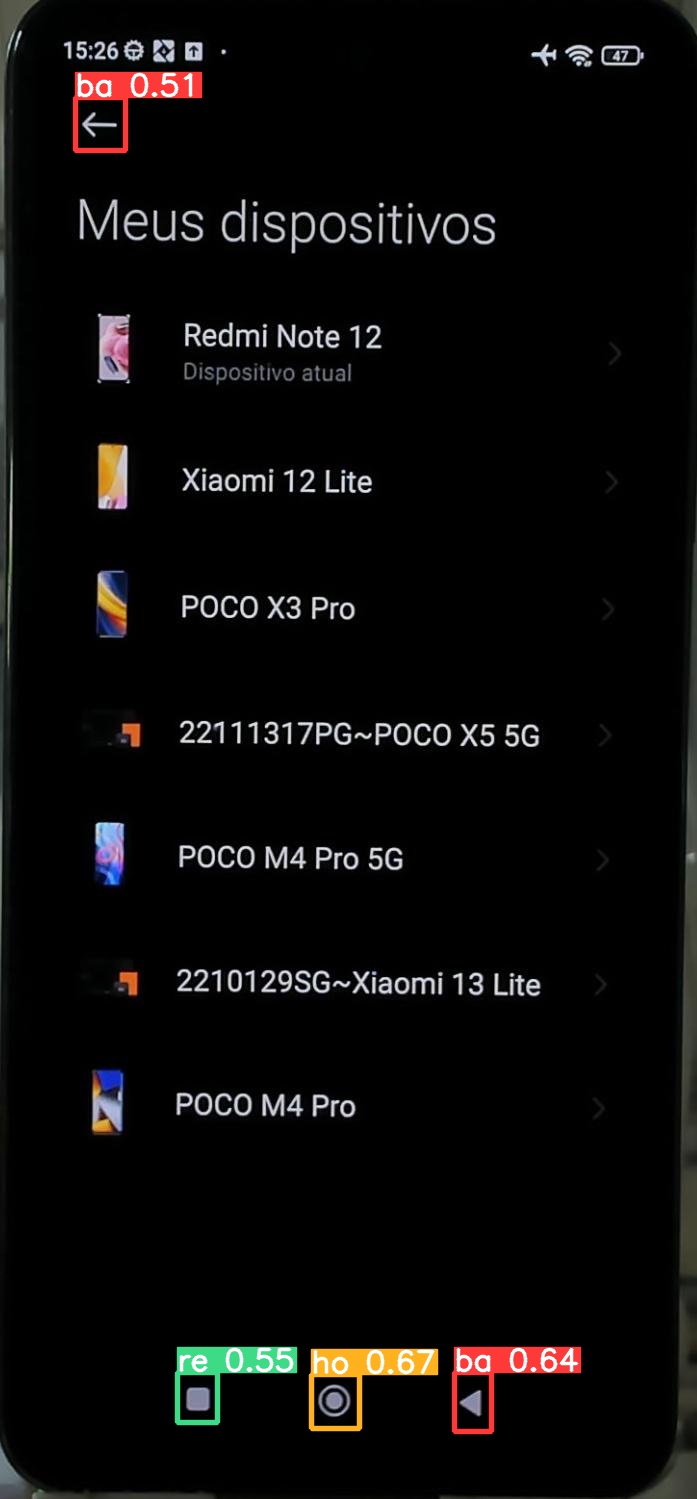 15:26
47
ba 0.51
Meus dispositivos
Redmi Note 12
Dispositivo atual
Xiaomi 12 Lite
POCO X3 Pro
22111317PG~POCO X5 5G
POCO M4 Pro 5G
2210129SG~Xiaomi 13 Lite
POCO M4 Pro
re 0.55 ho 0.67 ba 0.64